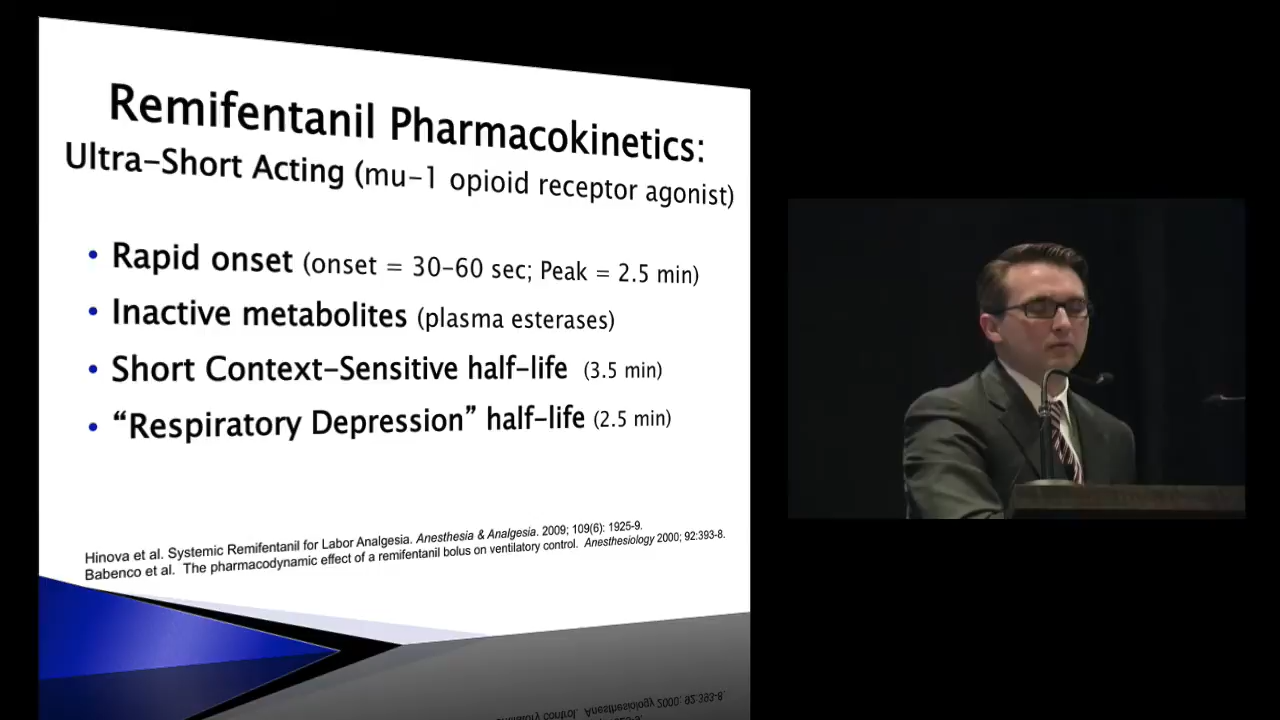 Remifentanil Pharmacokinetics:
Ultra-Short Acting (mu-1 opioid receptor agonist)
• Rapid onset (onset = 30-60 sec; Peak = 2.5 min)
• Inactive metabolites (plasma esterases)
• Short Context-Sensitive half-life (3.5 min)
• “Respiratory Depression” half-life (2.5 min)
Hinova et al. Systemic Remifentanil for Labor Analgesia. Anesthesia & Analgesia. 2009; 109(6): 1925-9.
Babenco et al. The pharmacodynamic effect of a remifentanil bolus on ventilatory control. Anesthesiology 2000; 92:393-8.